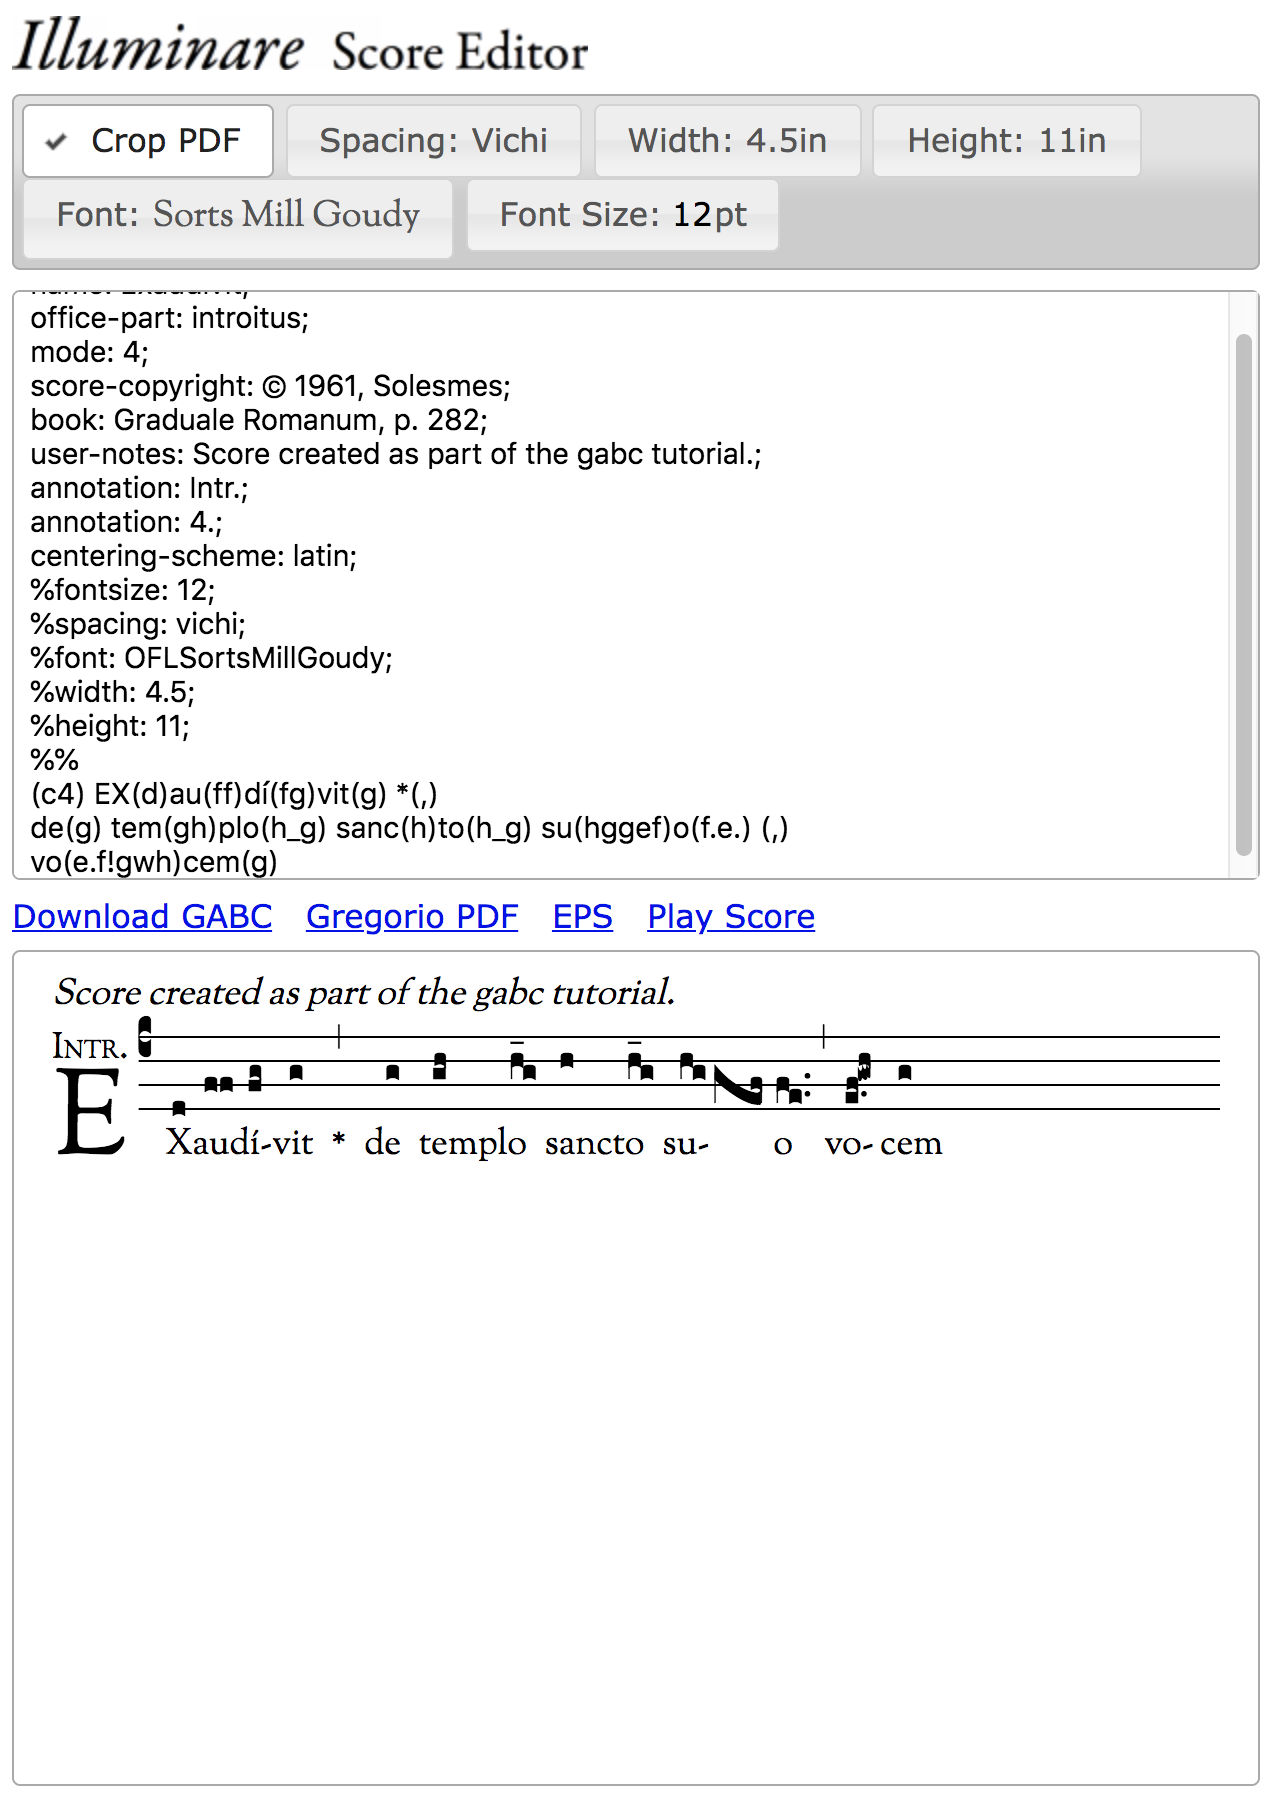 Illuminare Score Editor
✔ Crop PDF Spacing: Vichi Width: 4.5in Height: 11in
Font: Sorts Mill Goudy Font Size: 12pt
name: Exaudivit;
office-part: introitus;
mode: 4;
score-copyright: © 1961, Solesmes;
book: Graduale Romanum, p. 282;
user-notes: Score created as part of the gabc tutorial.;
annotation: Intr.;
annotation: 4.;
centering-scheme: latin;
%fontsize: 12;
%spacing: vichi;
%font: OFLSortsMillGoudy;
%width: 4.5;
%height: 11;
%%
(c4) EX(d)au(ff)dí(fg)vit(g) *(,)
de(g) tem(gh)plo(h_g) sanc(h)to(h_g) su(hggef)o(f.e.) (,)
vo(e.f!gwh)cem(g)
Download GABC Gregorio PDF EPS Play Score
Score created as part of the gabc tutorial.
Intr.
EXaudí-vit * de templo sancto su- o vo- cem